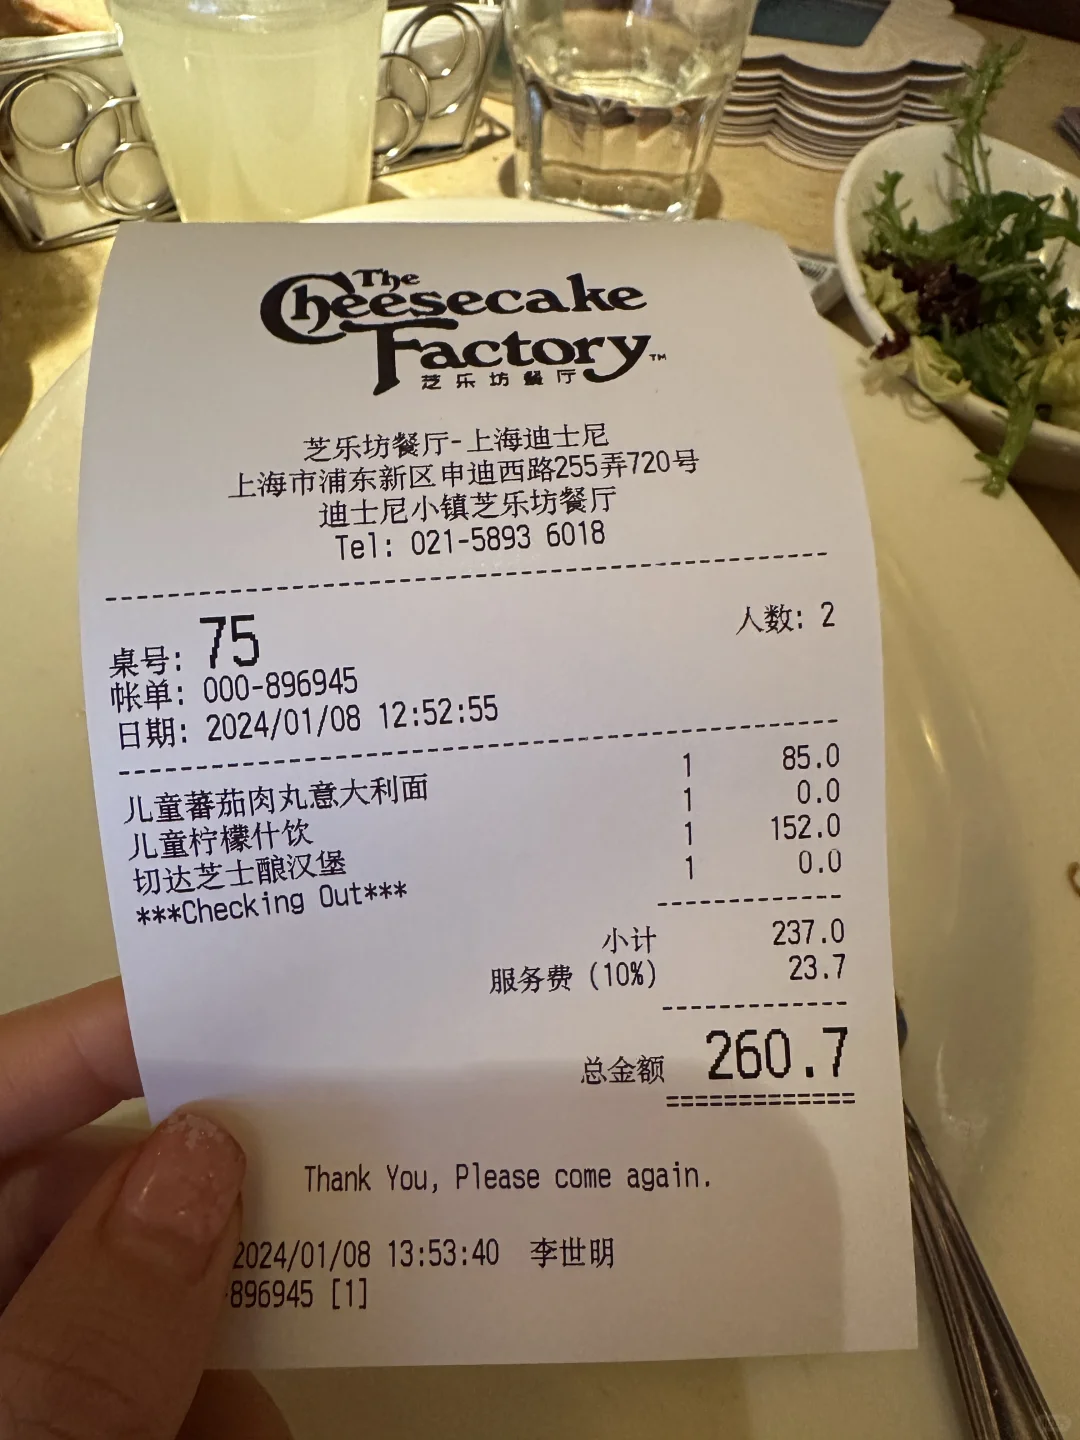 The
Cheesecake
Factory™
芝乐坊餐厅
芝乐坊餐厅-上海迪士尼
上海市浦东新区申迪西路255弄720号
迪士尼小镇芝乐坊餐厅
Tel: 021-5893 6018
桌号: 75 人数: 2
帐单: 000-896945
日期: 2024/01/08 12:52:55
儿童蕃茄肉丸意大利面 1 85.0
儿童柠檬什饮 1 0.0
切达芝士酿汉堡 1 152.0
***Checking Out*** 1 0.0
小计 237.0
服务费 (10%) 23.7
总金额 260.7
=============
Thank You, Please come again.
2024/01/08 13:53:40 李世明
-896945 [1]